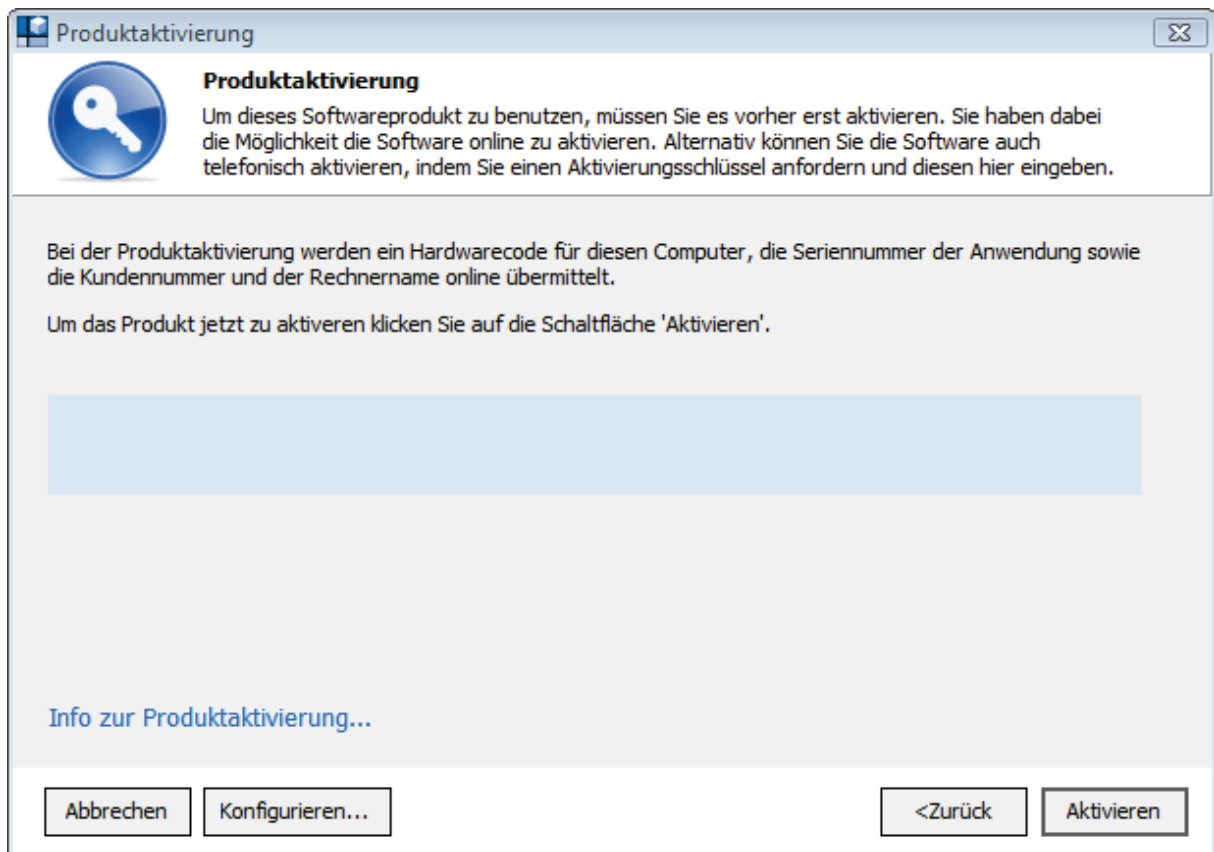 Produktaktivierung
Produktaktivierung
Um dieses Softwareprodukt zu benutzen, müssen Sie es vorher erst aktivieren. Sie haben dabei
die Möglichkeit die Software online zu aktivieren. Alternativ können Sie die Software auch
telefonisch aktivieren, indem Sie einen Aktivierungsschlüssel anfordern und diesen hier eingeben.
Bei der Produktaktivierung werden ein Hardwarecode für diesen Computer, die Seriennummer der Anwendung sowie
die Kundennummer und der Rechnername online übermittelt.
Um das Produkt jetzt zu aktiveren klicken Sie auf die Schaltfläche 'Aktivieren'.
Info zur Produktaktivierung...
Abbrechen Konfigurieren... <Zurück Aktivieren